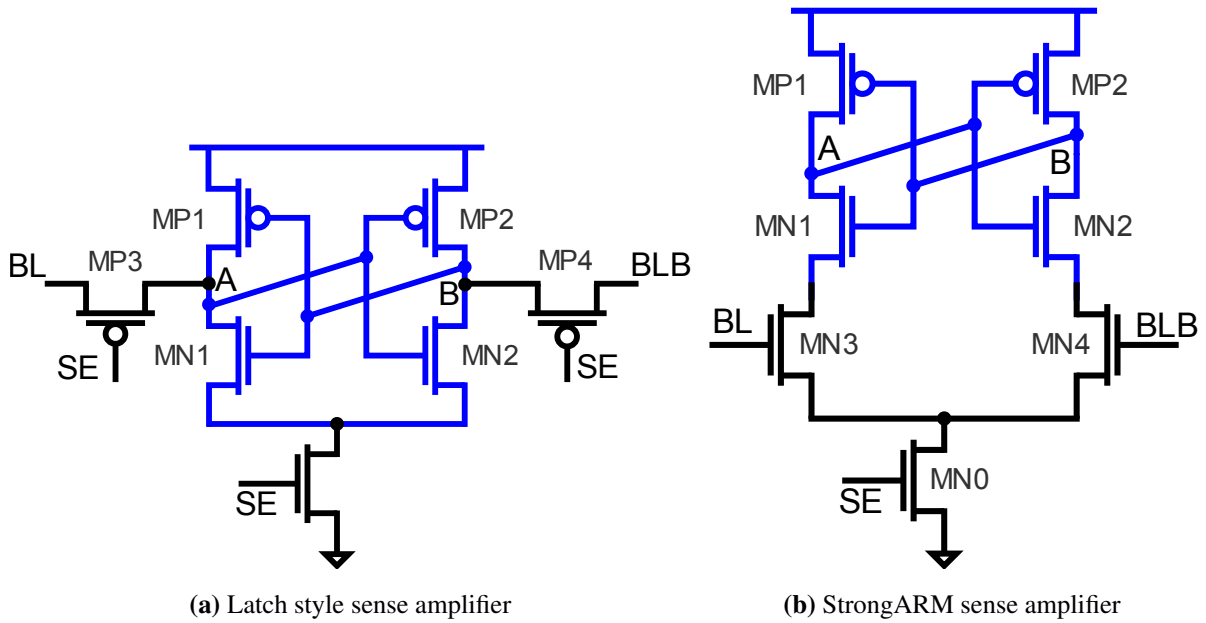 MP1
MP2
A
B
MN1
MN2
BL
MP3
MP4
BLB
SE
SE
SE
(a) Latch style sense amplifier
MP1
MP2
A
B
MN1
MN2
BL
MN3
MN4
BLB
SE
MN0
(b) StrongARM sense amplifier